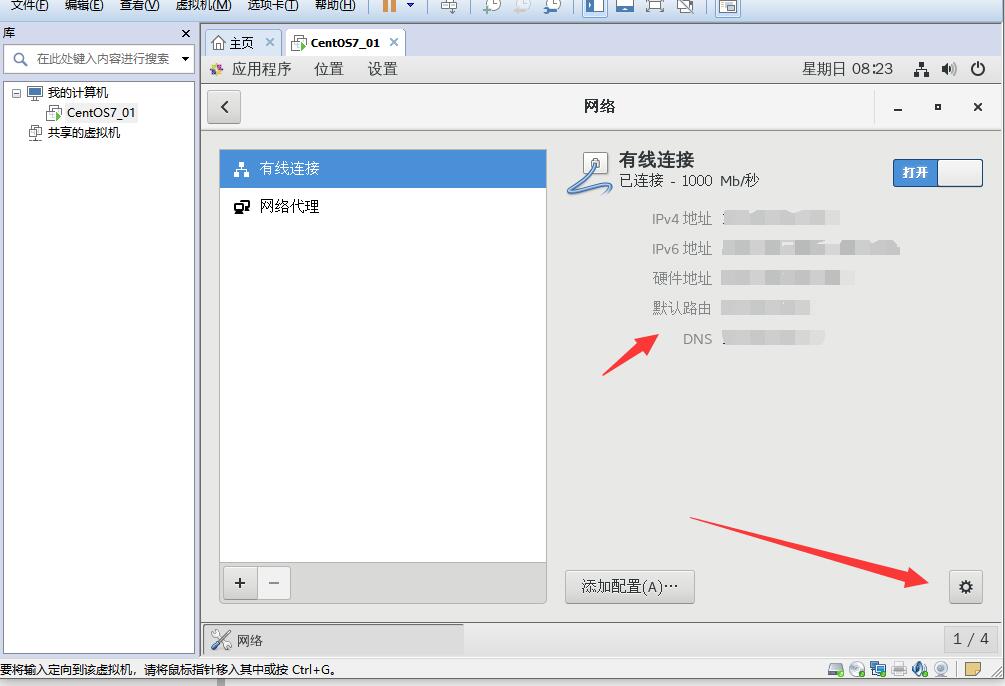 文件(F) 编辑(E) 查看(V) 虚拟机(M) 选项卡(T) 帮助(H)
库
在此处键入内容进行搜索
我的计算机
CentOS7_01
共享的虚拟机
主页 CentOS7_01
应用程序 位置 设置 星期日 08:23
网络
有线连接
网络代理
有线连接
已连接 - 1000 Mb/秒
打开
IPv4 地址
IPv6 地址
硬件地址
默认路由
DNS
添加配置(A)…
网络
1 / 4
要将输入定向到该虚拟机，请将鼠标指针移入其中或按 Ctrl+G。